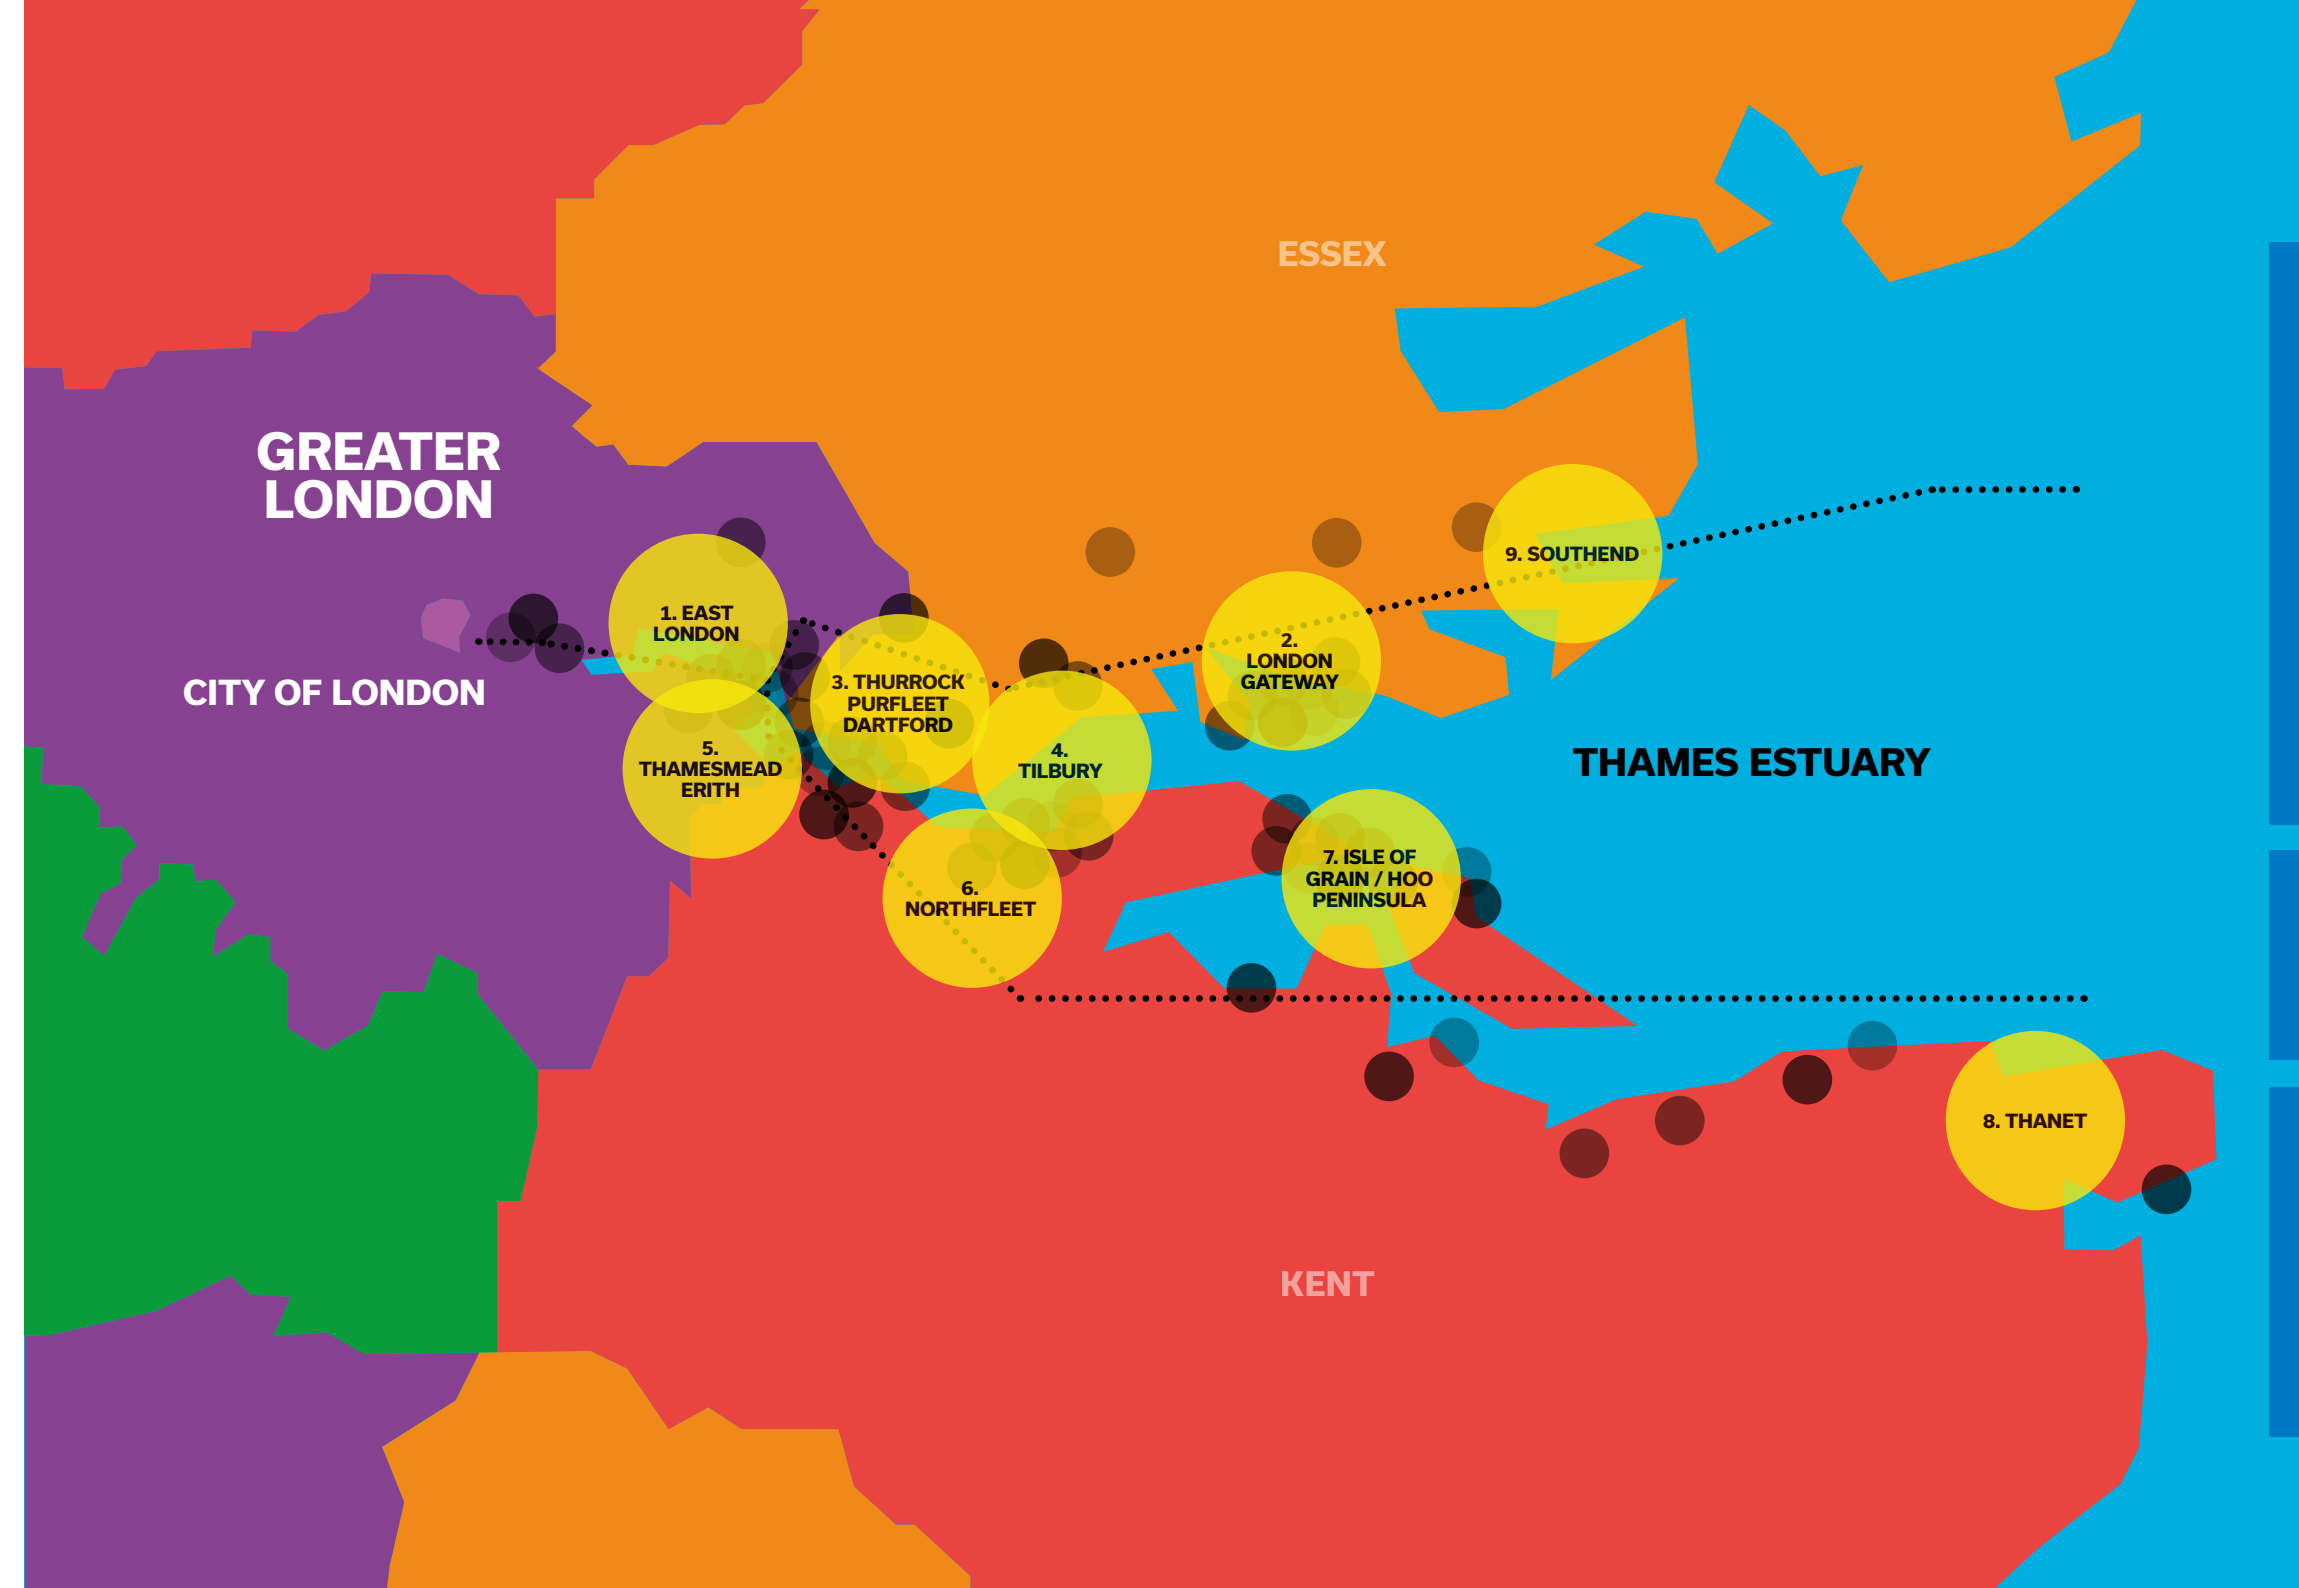 ESSEX
GREATER
LONDON
CITY OF LONDON
1. EAST
LONDON
2.
LONDON
GATEWAY
3. THURROCK
PURFLEET
DARTFORD
4.
TILBURY
5.
THAMESMEAD
ERITH
6.
NORTHFLEET
7. ISLE OF
GRAIN / HOO
PENINSULA
8. THANET
9. SOUTHEND
THAMES ESTUARY
KENT